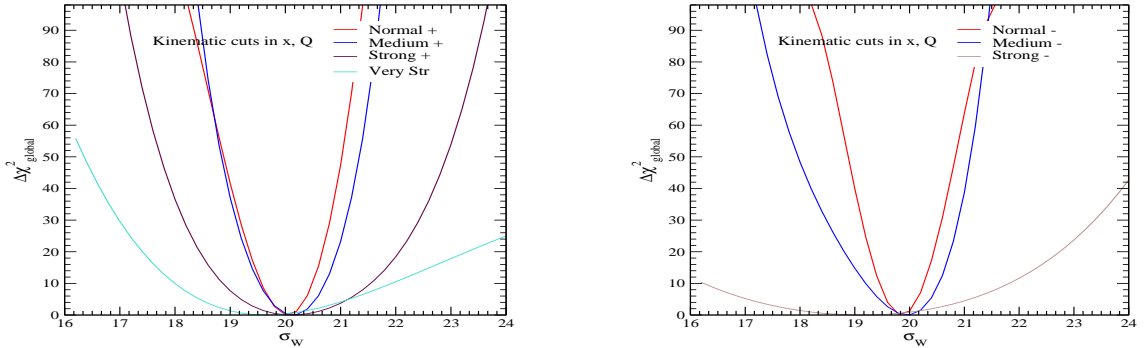 90
80
70
60
50
40
30
20
10
0
Δχ²global
Kinematic cuts in x, Q
Normal +
Medium +
Strong +
Very Str
16 17 18 19 20 21 22 23 24
σW
90
80
70
60
50
40
30
20
10
0
Δχ²global
Kinematic cuts in x, Q
Normal -
Medium -
Strong -
16 17 18 19 20 21 22 23 24
σW